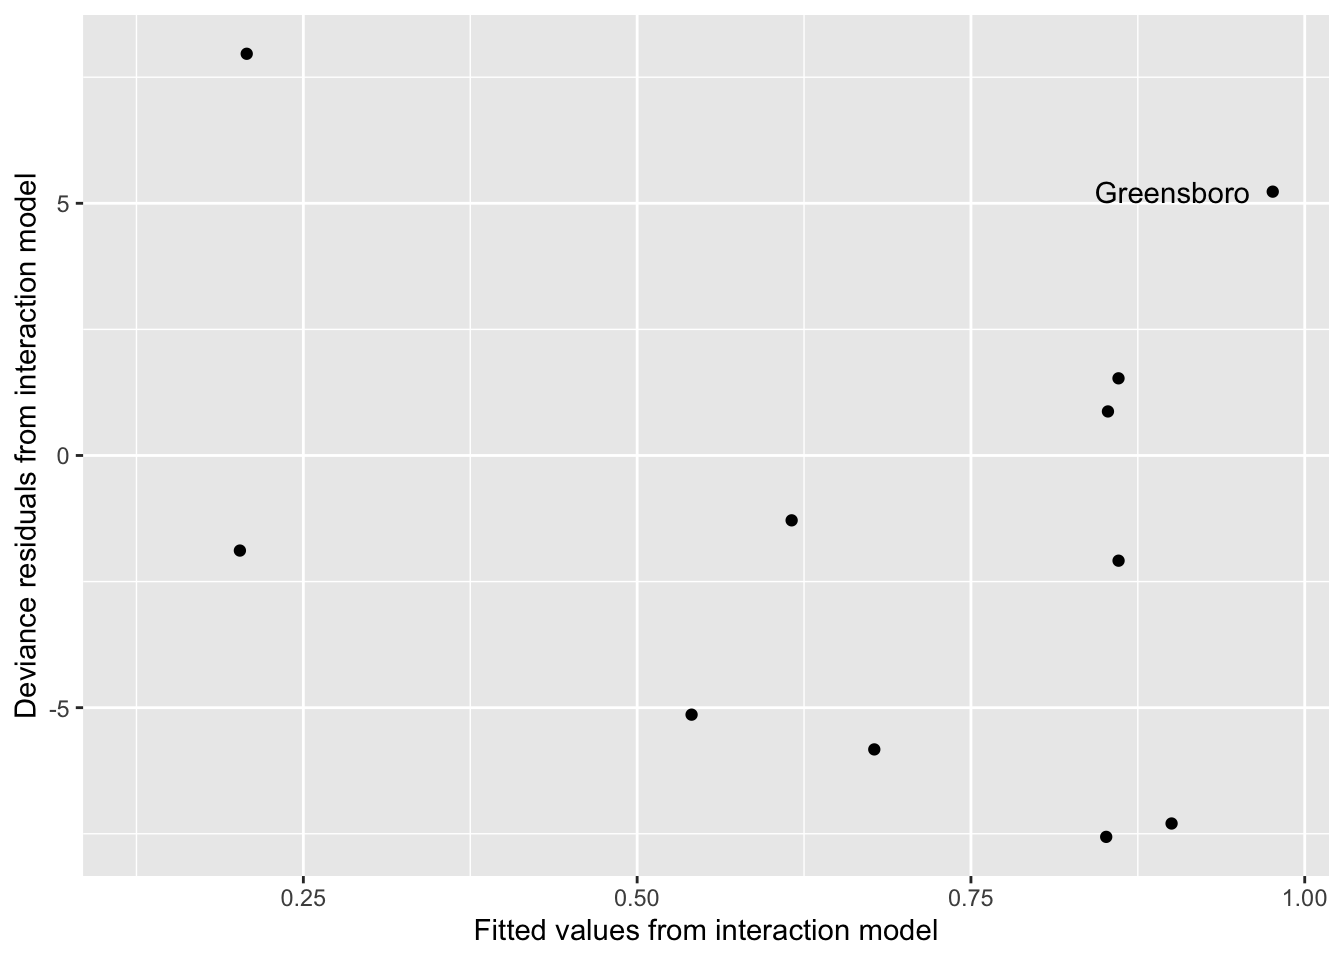 Deviance residuals from interaction model
5
0
-5
Greensboro
0.25
0.50
0.75
1.00
Fitted values from interaction model